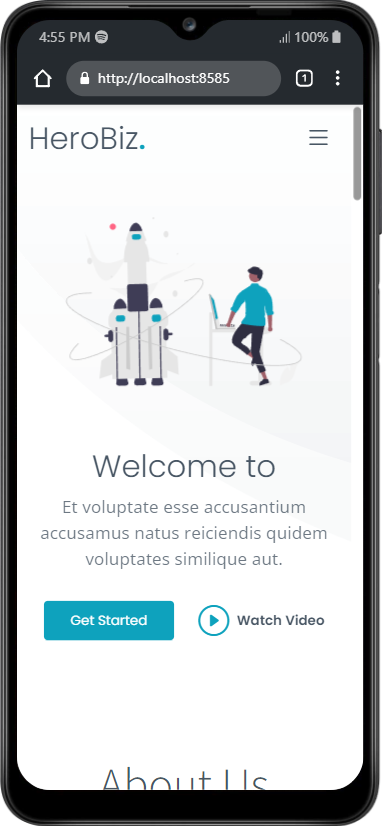 4:55 PM
100%
http://localhost:8585
1
HeroBiz.
Welcome to
Et voluptate esse accusantium
accusamus natus reiciendis quidem
voluptates similique aut.
Get Started
Watch Video
About Us